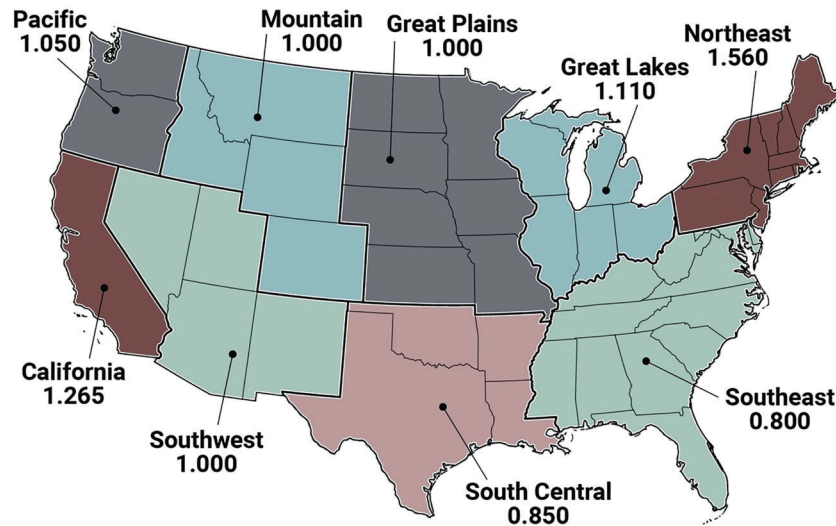 Pacific
1.050
Mountain
1.000
Great Plains
1.000
Great Lakes
1.110
Northeast
1.560
California
1.265
Southwest
1.000
South Central
0.850
Southeast
0.800